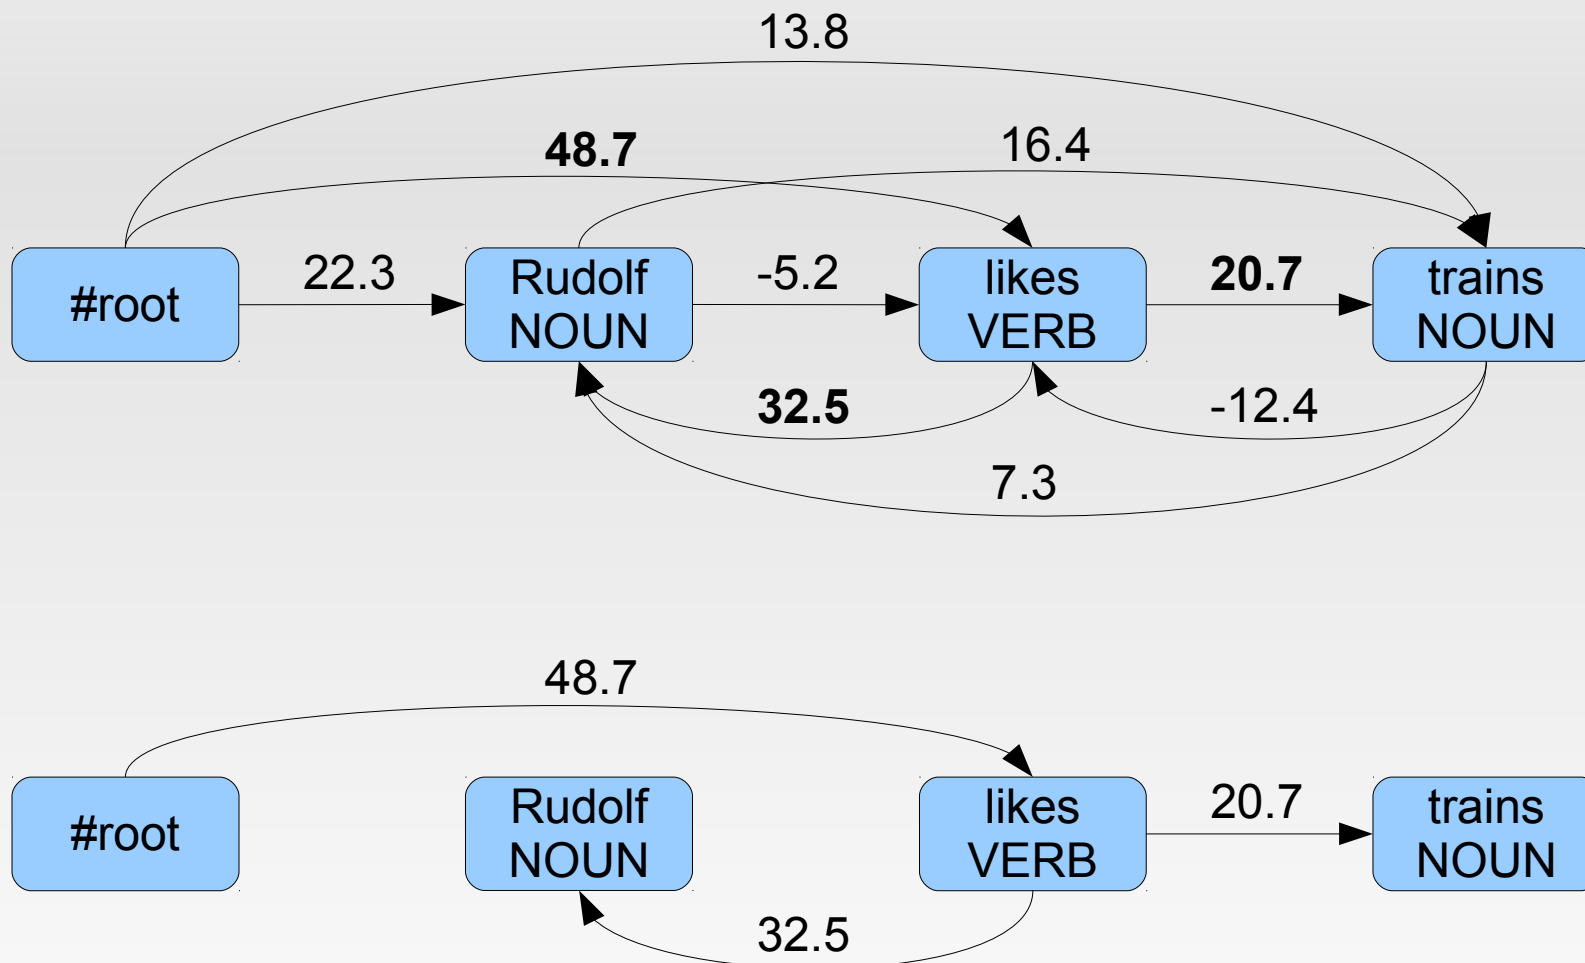 13.8
48.7
16.4
#root
22.3
Rudolf
NOUN
-5.2
likes
VERB
20.7
trains
NOUN
32.5
-12.4
7.3
48.7
#root
Rudolf
NOUN
likes
VERB
20.7
trains
NOUN
32.5